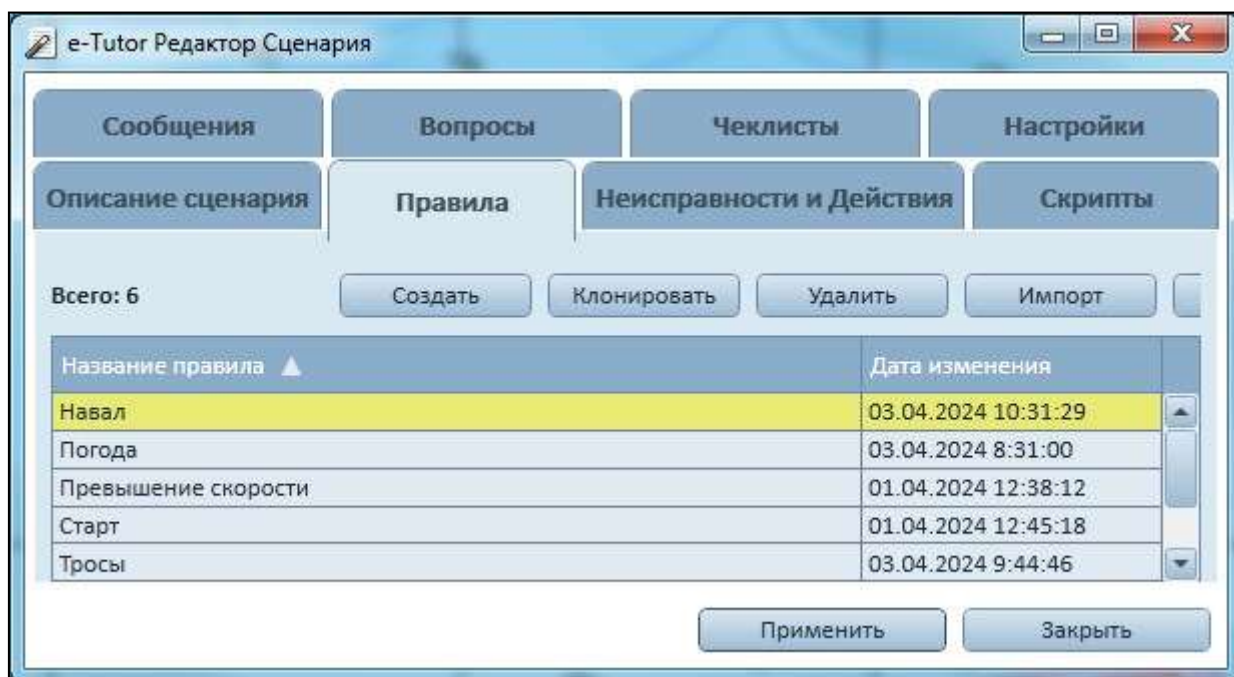 e-Tutor Редактор Сценария
Сообщения Вопросы Чеклисты Настройки
Описание сценария Правила Неисправности и Действия Скрипты
Всего: 6 Создать Клонировать Удалить Импорт
Название правила Дата изменения
Навал 03.04.2024 10:31:29
Погода 03.04.2024 8:31:00
Превышение скорости 01.04.2024 12:38:12
Старт 01.04.2024 12:45:18
Тросы 03.04.2024 9:44:46
Применить Закрыть